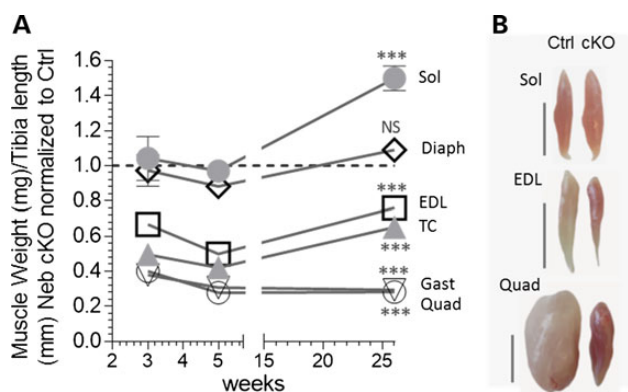 A
Muscle Weight (mg)/Tibia length
(mm) Neb cKO normalized to Ctrl
1.6
1.4
1.2
1.0
0.8
0.6
0.4
0.2
0.0
2
3
4
5
15
20
25
weeks
***
Sol
NS
Diaph
***
EDL
TC
***
***
Gast
Quad
***
B
Ctrl cKO
Sol
EDL
Quad